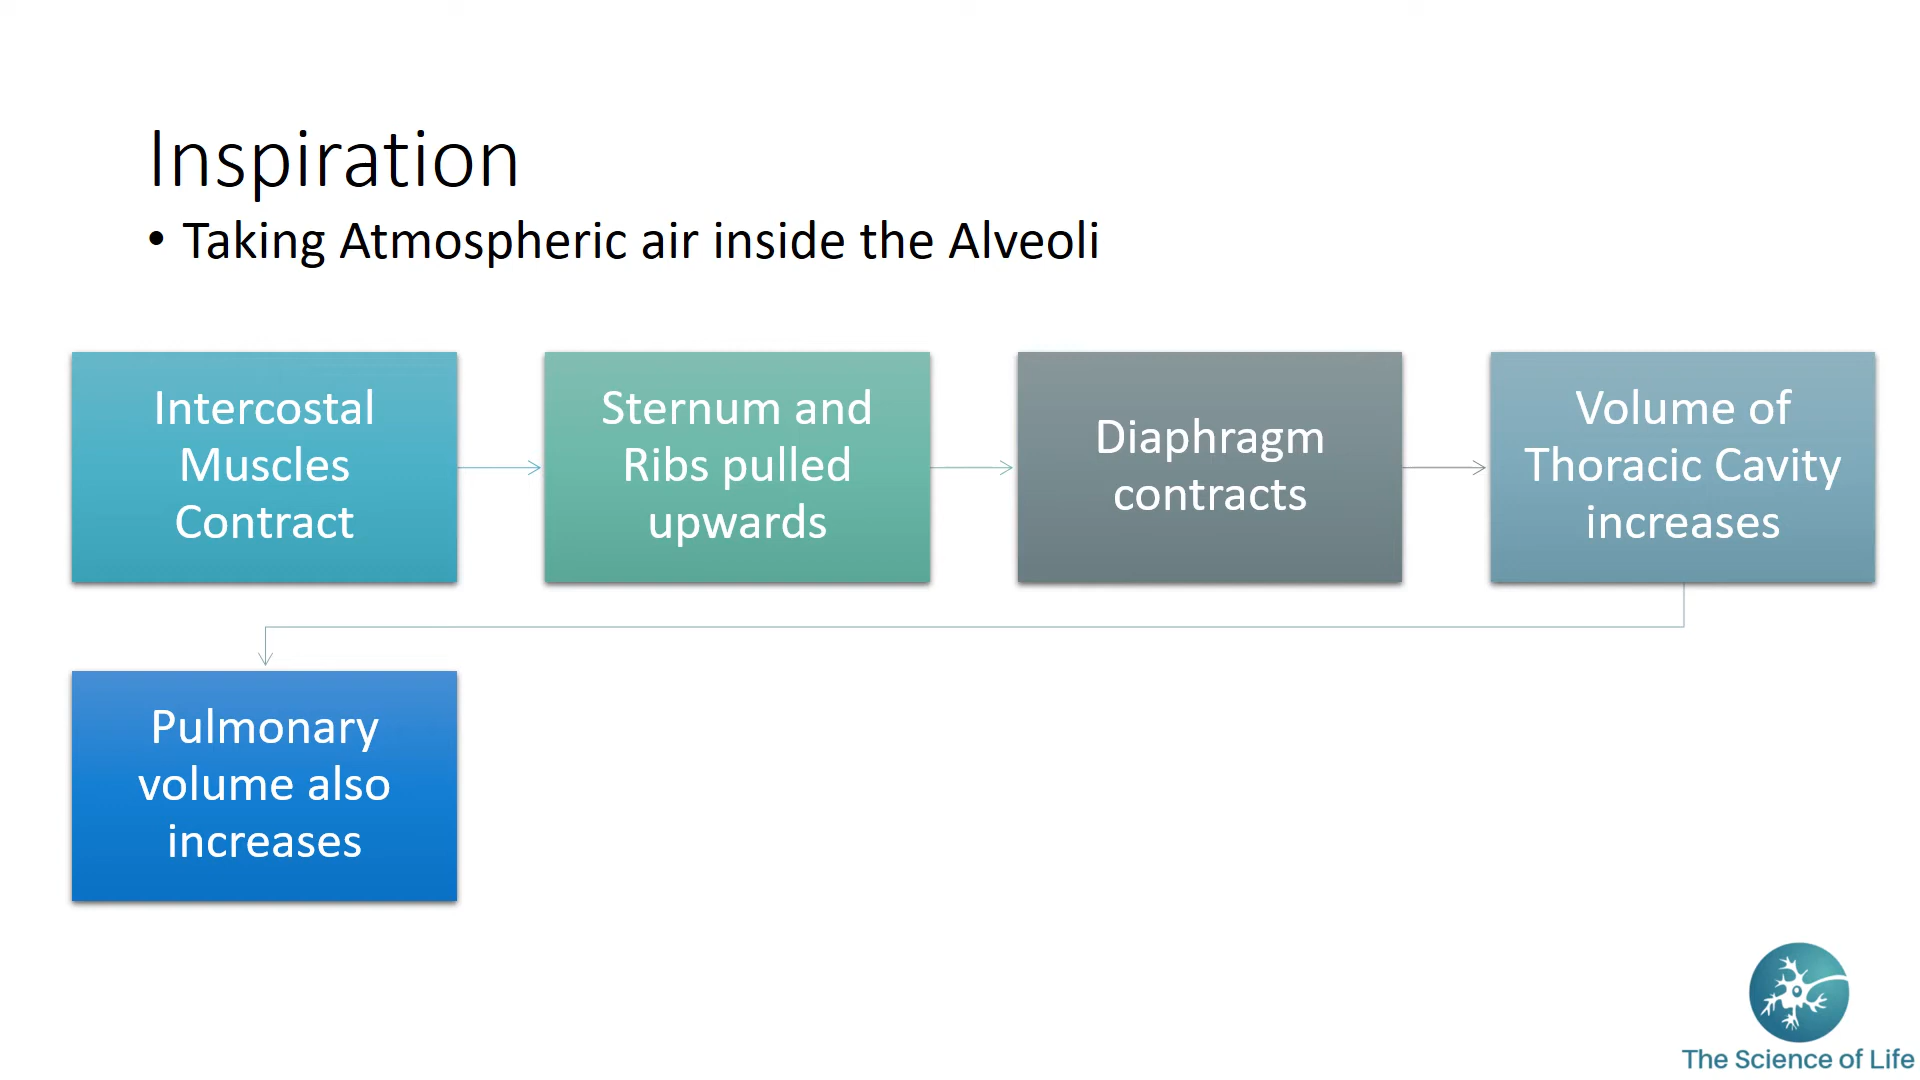 Inspiration
• Taking Atmospheric air inside the Alveoli
Intercostal
Muscles
Contract
Sternum and
Ribs pulled
upwards
Diaphragm
contracts
Volume of
Thoracic Cavity
increases
Pulmonary
volume also
increases
The Science of Life